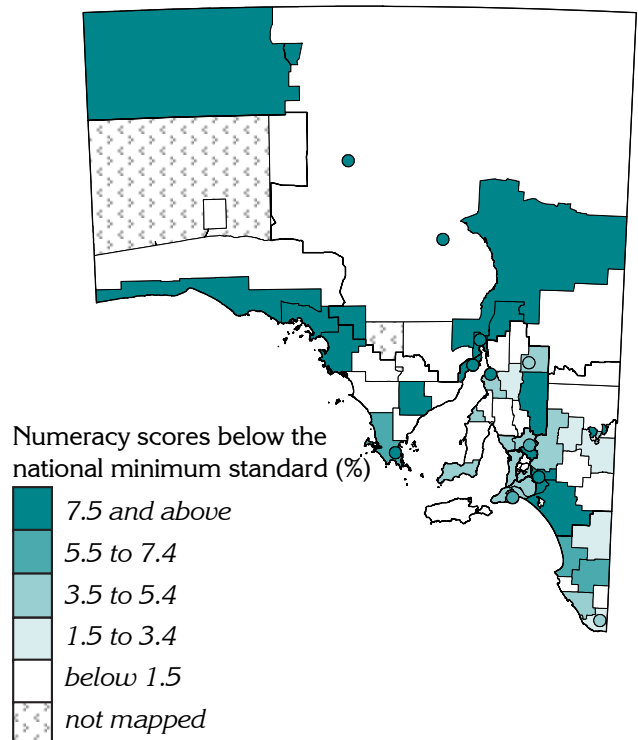 Numeracy scores below the
national minimum standard (%)
7.5 and above
5.5 to 7.4
3.5 to 5.4
1.5 to 3.4
below 1.5
not mapped